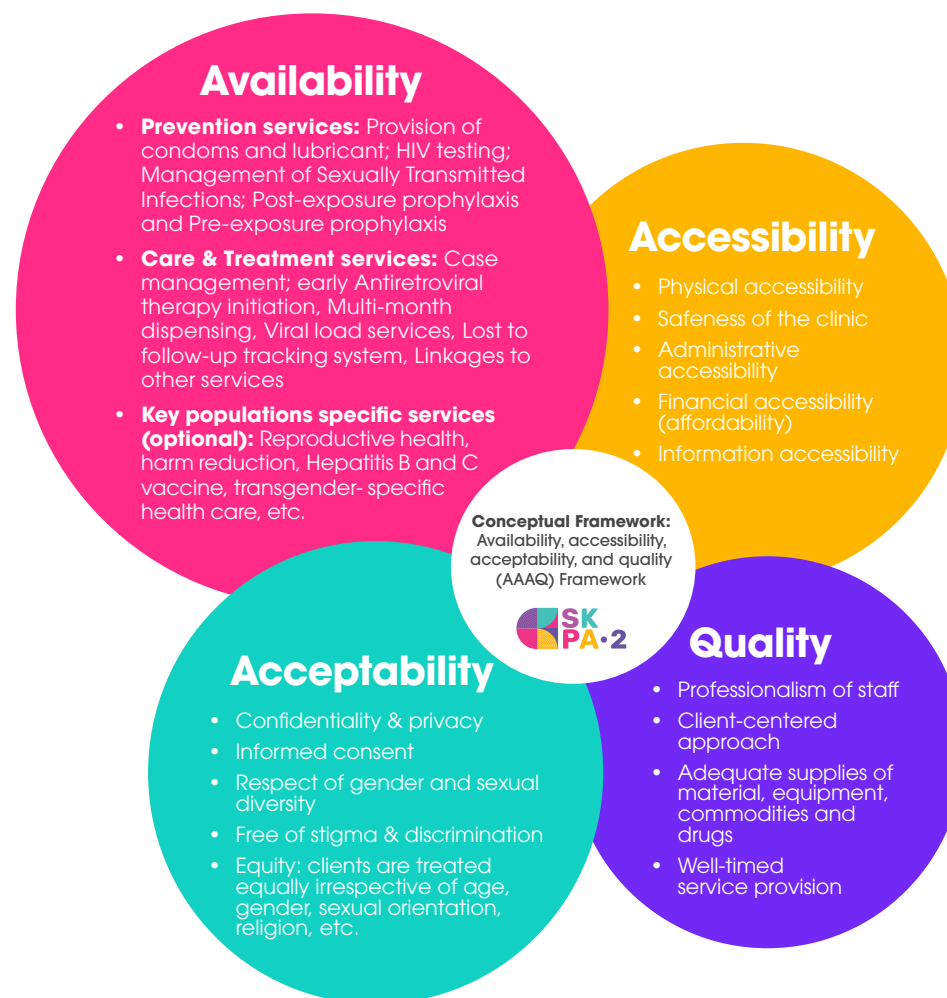 Availability
• Prevention services: Provision of
condoms and lubricant; HIV testing;
Management of Sexually Transmitted
Infections; Post-exposure prophylaxis
and Pre-exposure prophylaxis
• Care & Treatment services: Case
management; early Antiretroviral
therapy initiation, Multi-month
dispensing, Viral load services, Lost to
follow-up tracking system, Linkages to
other services
• Key populations specific services
(optional): Reproductive health,
harm reduction, Hepatitis B and C
vaccine, transgender- specific
health care, etc.
Accessibility
• Physical accessibility
• Safeness of the clinic
• Administrative
accessibility
• Financial accessibility
(affordability)
• Information accessibility
Conceptual Framework:
Availability, accessibility,
acceptability, and quality
(AAAQ) Framework
SK
PA·2
Acceptability
• Confidentiality & privacy
• Informed consent
• Respect of gender and sexual
diversity
• Free of stigma & discrimination
• Equity: clients are treated
equally irrespective of age,
gender, sexual orientation,
religion, etc.
Quality
• Professionalism of staff
• Client-centered
approach
• Adequate supplies of
material, equipment,
commodities and
drugs
• Well-timed
service provision